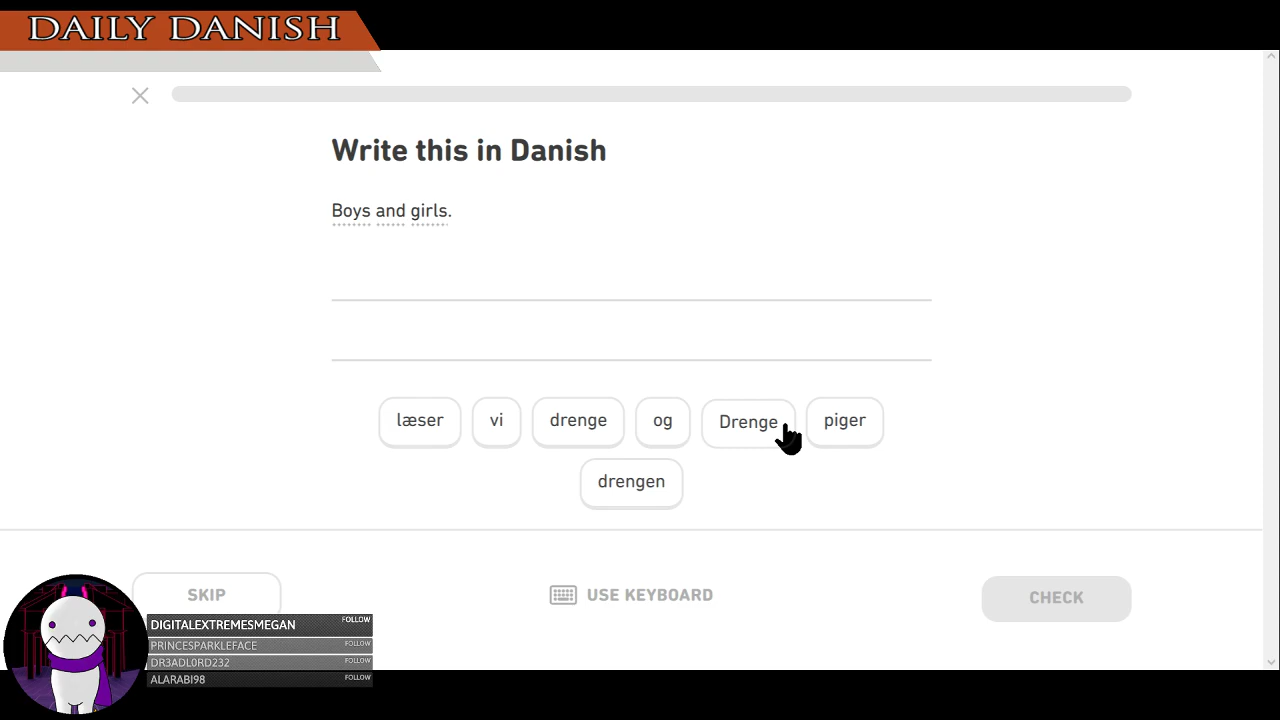 DAILY DANISH
Write this in Danish
Boys and girls.
læser vi drenge og Drenge piger
drengen
SKIP USE KEYBOARD CHECK
DIGITALEXTREMESMEGAN FOLLOW
PRINCESPARKLEFACE FOLLOW
DR3ADL0RD232 FOLLOW
ALARABI98 FOLLOW